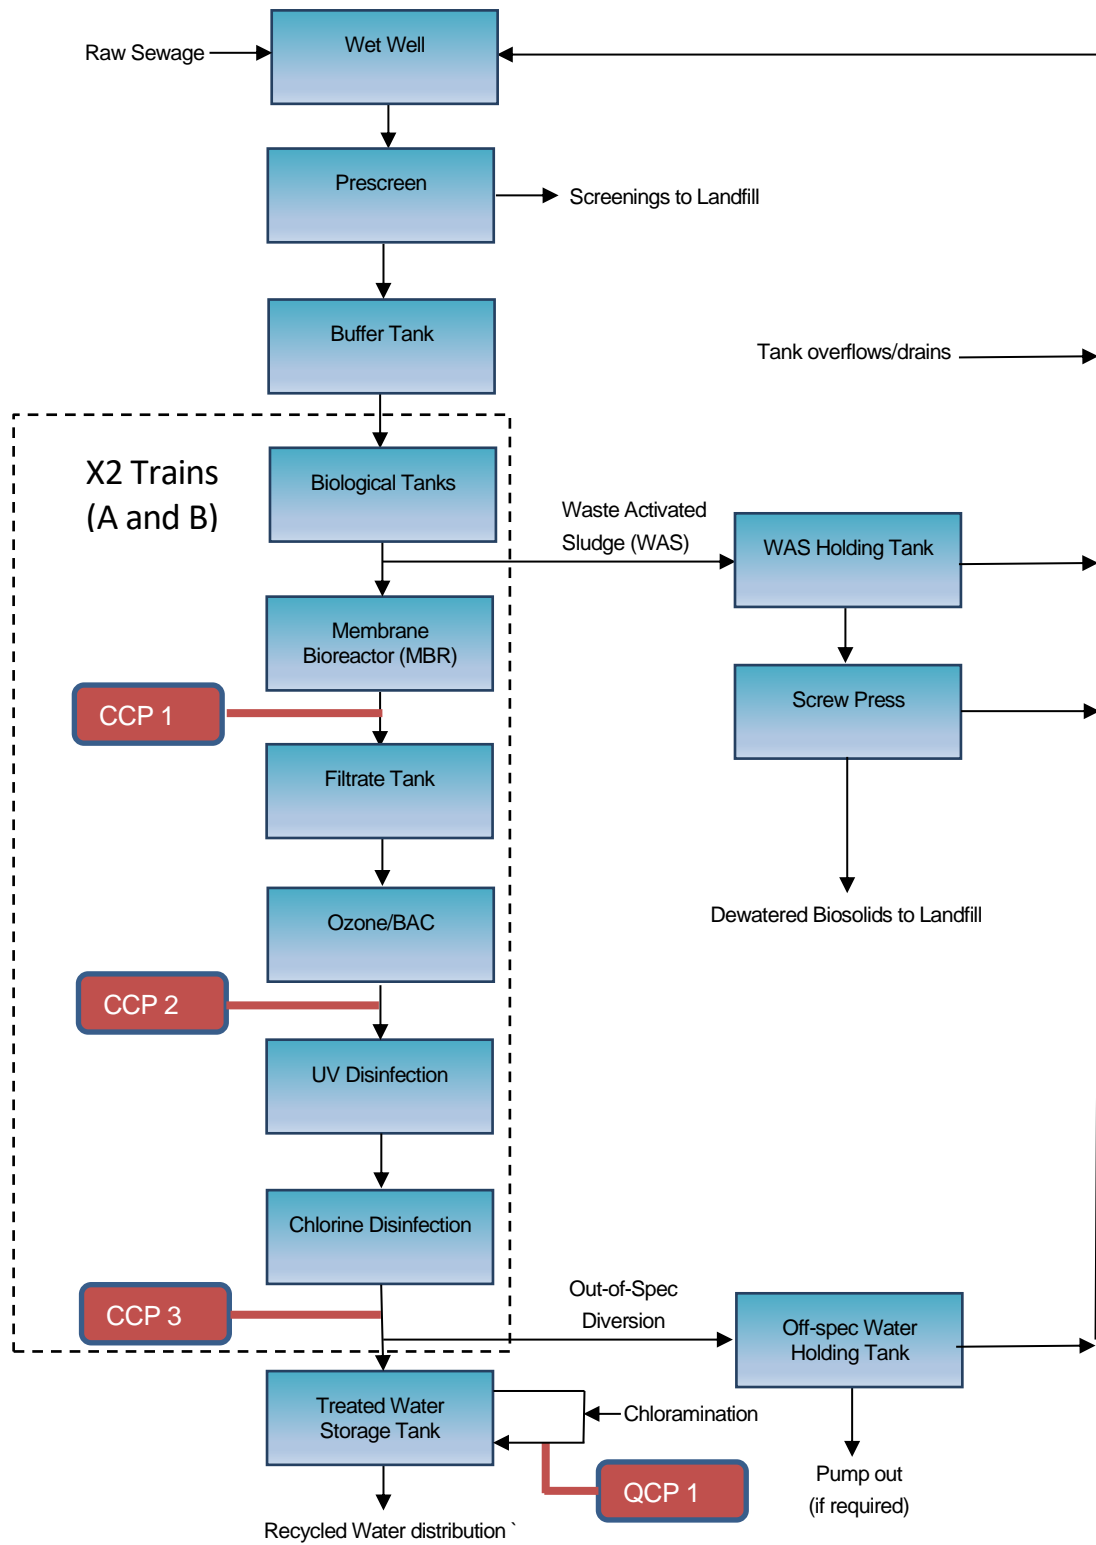 Raw Sewage
Wet Well
Prescreen
Screenings to Landfill
Buffer Tank
Tank overflows/drains
X2 Trains
(A and B)
Biological Tanks
Waste Activated
Sludge (WAS)
WAS Holding Tank
Membrane
Bioreactor (MBR)
CCP 1
Screw Press
Filtrate Tank
Ozone/BAC
Dewatered Biosolids to Landfill
CCP 2
UV Disinfection
Chlorine Disinfection
CCP 3
Out-of-Spec
Diversion
Off-spec Water
Holding Tank
Treated Water
Storage Tank
Chloramination
QCP 1
Pump out
(if required)
Recycled Water distribution `